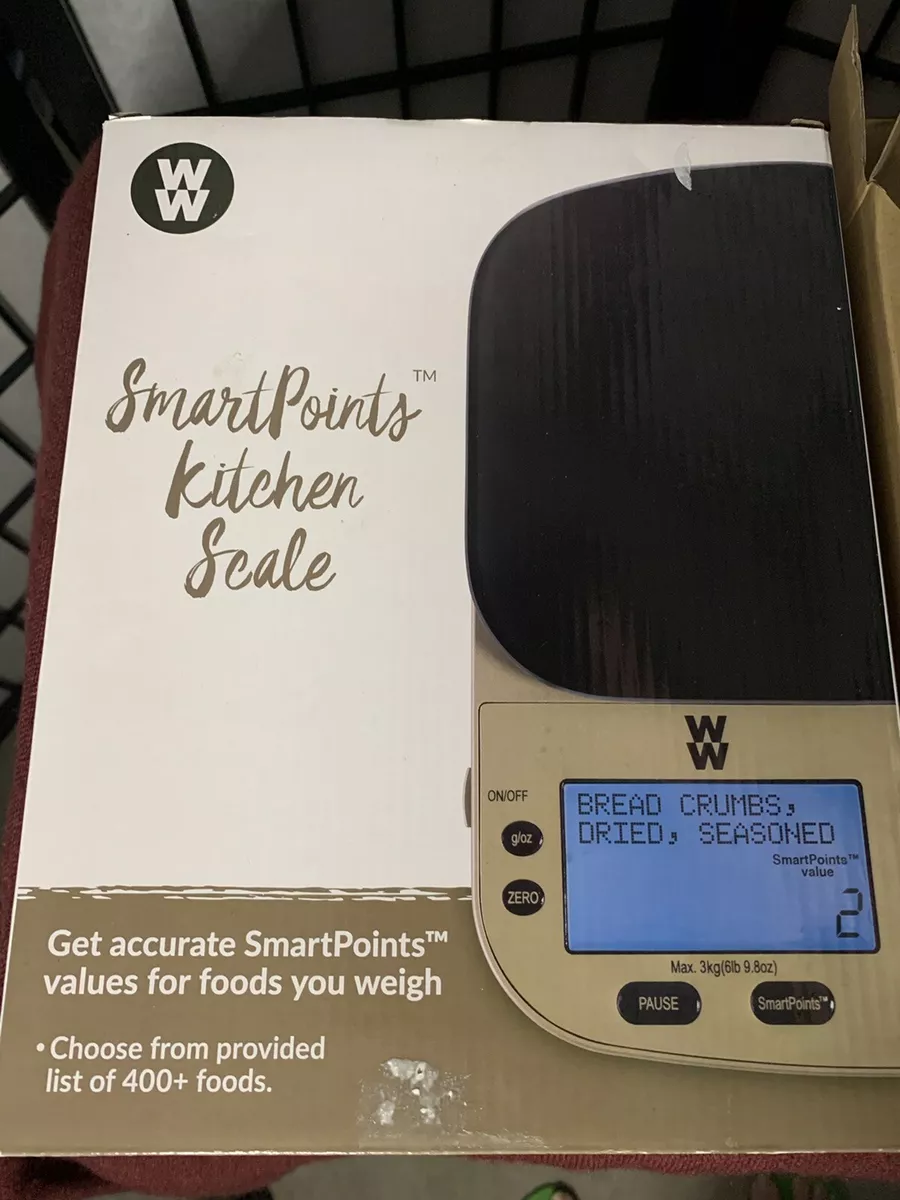 WW
SmartPoints™
Kitchen
Scale
WW
ON/OFF
g/oz
ZERO
BREAD CRUMBS,
DRIED, SEASONED
SmartPoints™
value
2
Max. 3kg(6lb 9.8oz)
PAUSE
SmartPoints™
Get accurate SmartPoints™
values for foods you weigh
• Choose from provided
list of 400+ foods.